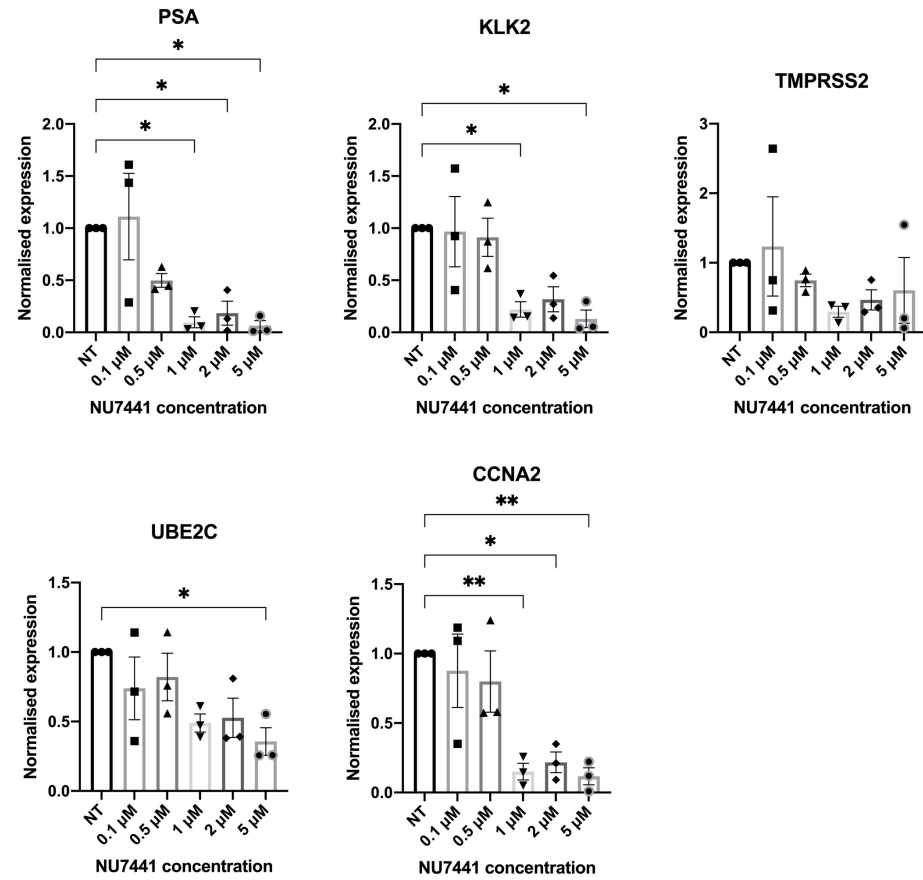 PSA
*
*
*
Normalised expression
2.0
1.5
1.0
0.5
0.0
NT
0.1 µM
0.5 µM
1 µM
2 µM
5 µM
NU7441 concentration
KLK2
*
*
Normalised expression
2.0
1.5
1.0
0.5
0.0
NT
0.1 µM
0.5 µM
1 µM
2 µM
5 µM
NU7441 concentration
TMPRSS2
Normalised expression
3
2
1
0
NT
0.1 µM
0.5 µM
1 µM
2 µM
5 µM
NU7441 concentration
UBE2C
*
Normalised expression
1.5
1.0
0.5
0.0
NT
0.1 µM
0.5 µM
1 µM
2 µM
5 µM
NU7441 concentration
CCNA2
**
*
**
Normalised expression
1.5
1.0
0.5
0.0
NT
0.1 µM
0.5 µM
1 µM
2 µM
5 µM
NU7441 concentration